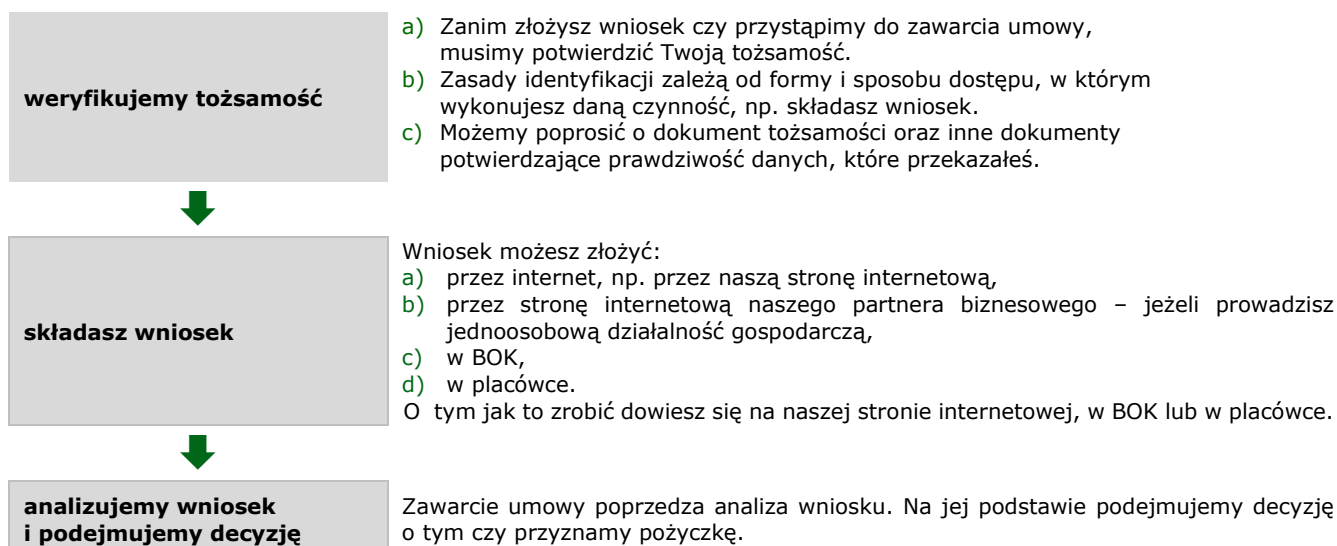 weryfikujemy tożsamość
a) Zanim złożysz wniosek czy przystąpimy do zawarcia umowy,
musimy potwierdzić Twoją tożsamość.
b) Zasady identyfikacji zależą od formy i sposobu dostępu, w którym
wykonujesz daną czynność, np. składasz wniosek.
c) Możemy poprosić o dokument tożsamości oraz inne dokumenty
potwierdzające prawdziwość danych, które przekazałeś.
składasz wniosek
Wniosek możesz złożyć:
a) przez internet, np. przez naszą stronę internetową,
b) przez stronę internetową naszego partnera biznesowego – jeżeli prowadzisz
jednoosobową działalność gospodarczą,
c) w BOK,
d) w placówce.
O tym jak to zrobić dowiesz się na naszej stronie internetowej, w BOK lub w placówce.
analizujemy wniosek
i podejmujemy decyzję
Zawarcie umowy poprzedza analiza wniosku. Na jej podstawie podejmujemy decyzję
o tym czy przyznamy pożyczkę.